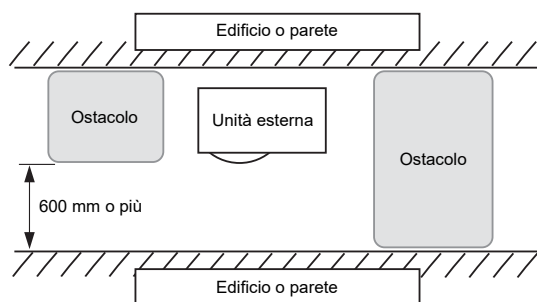 Edificio o parete
Ostacolo
Unità esterna
Ostacolo
600 mm o più
Edificio o parete